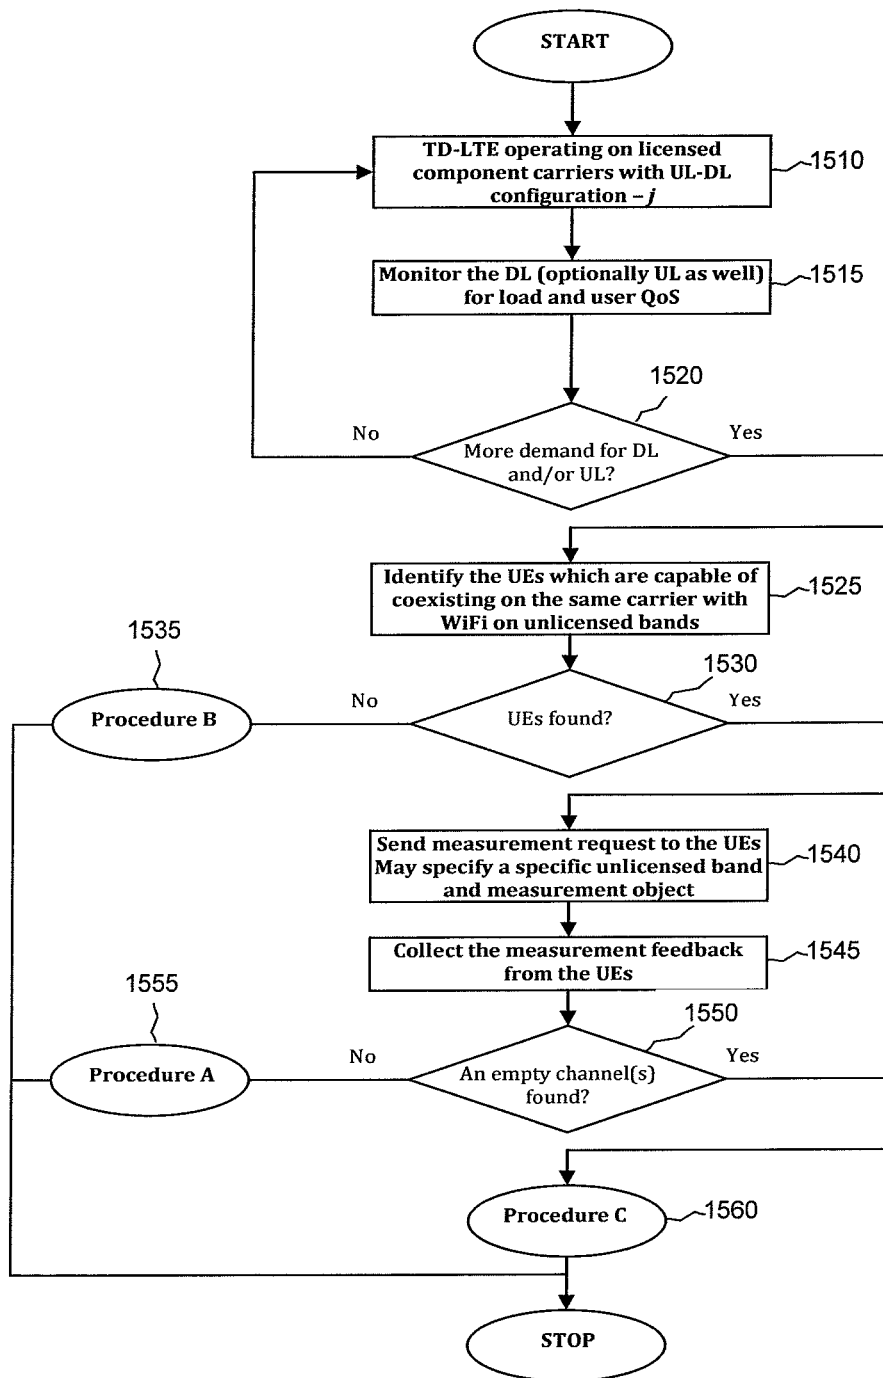 START
TD-LTE operating on licensed
component carriers with UL-DL
configuration – j
1510
Monitor the DL (optionally UL as well)
for load and user QoS
1515
1520
No
Yes
More demand for DL
and/or UL?
Identify the UEs which are capable of
coexisting on the same carrier with
WiFi on unlicensed bands
1525
1535
1530
Procedure B
No
UEs found?
Yes
Send measurement request to the UEs
May specify a specific unlicensed band
and measurement object
1540
Collect the measurement feedback
from the UEs
1545
1555
1550
Procedure A
No
An empty channel(s)
found?
Yes
Procedure C
1560
STOP